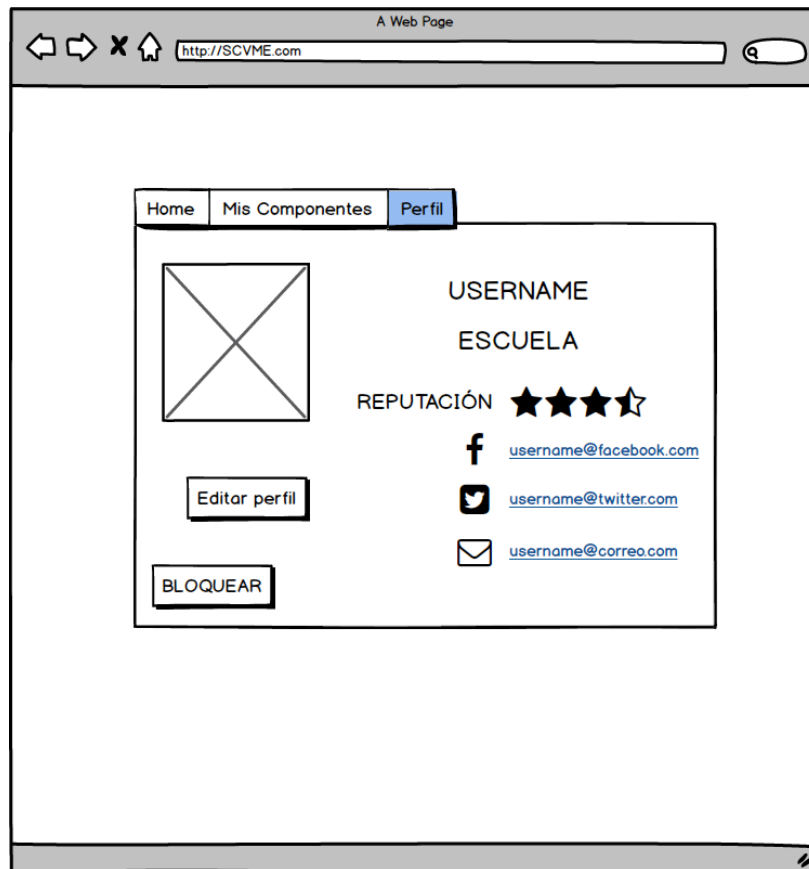 A Web Page
http://SCVME.com
Home Mis Componentes Perfil
USERNAME
ESCUELA
REPUTACIÓN
username@facebook.com
Editar perfil
username@twitter.com
username@correo.com
BLOQUEAR